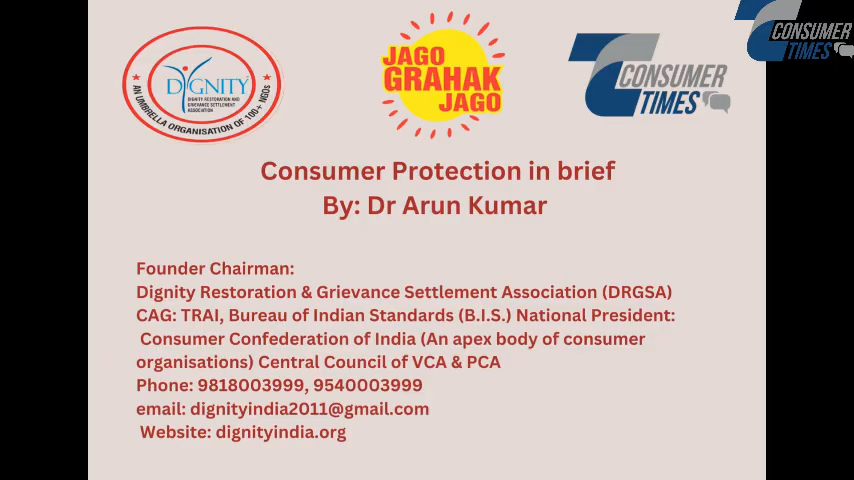 DIGNITY
DIGNITY RESTORATION AND
GRIEVANCE SETTLEMENT
ASSOCIATION
AN UMBRELLA ORGANISATION OF 100+ NGOs
JAGO
GRAHAK
JAGO
CONSUMER
TIMES
CONSUMER
TIMES
Consumer Protection in brief
By: Dr Arun Kumar
Founder Chairman:
Dignity Restoration & Grievance Settlement Association (DRGSA)
CAG: TRAI, Bureau of Indian Standards (B.I.S.) National President:
Consumer Confederation of India (An apex body of consumer
organisations) Central Council of VCA & PCA
Phone: 9818003999, 9540003999
email: dignityindia2011@gmail.com
Website: dignityindia.org